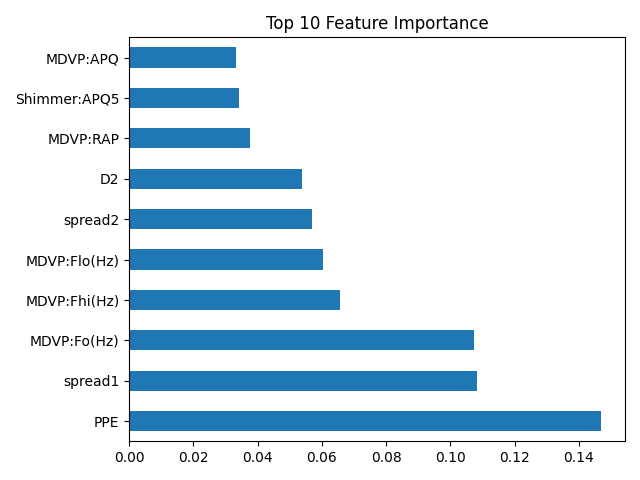 Top 10 Feature Importance
MDVP:APQ
Shimmer:APQ5
MDVP:RAP
D2
spread2
MDVP:Flo(Hz)
MDVP:Fhi(Hz)
MDVP:Fo(Hz)
spread1
PPE
0.00 0.02 0.04 0.06 0.08 0.10 0.12 0.14